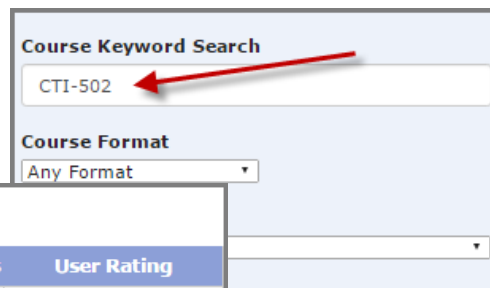 Course Keyword Search
CTI-502
Course Format
Any Format
User Rating